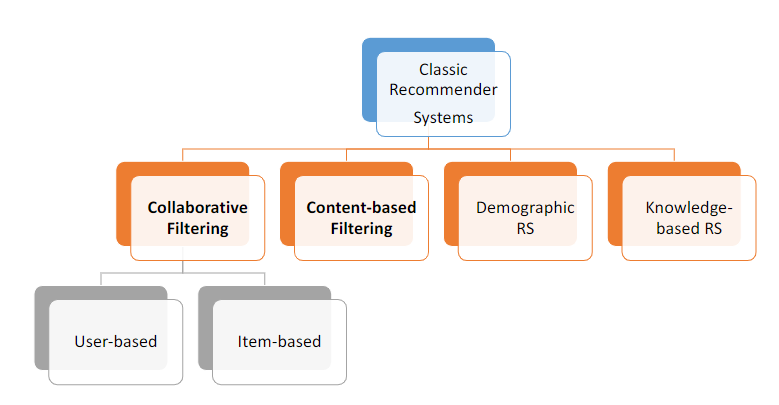 Classic
Recommender
Systems
Collaborative
Filtering
Content-based
Filtering
Demographic
RS
Knowledge-
based RS
User-based
Item-based